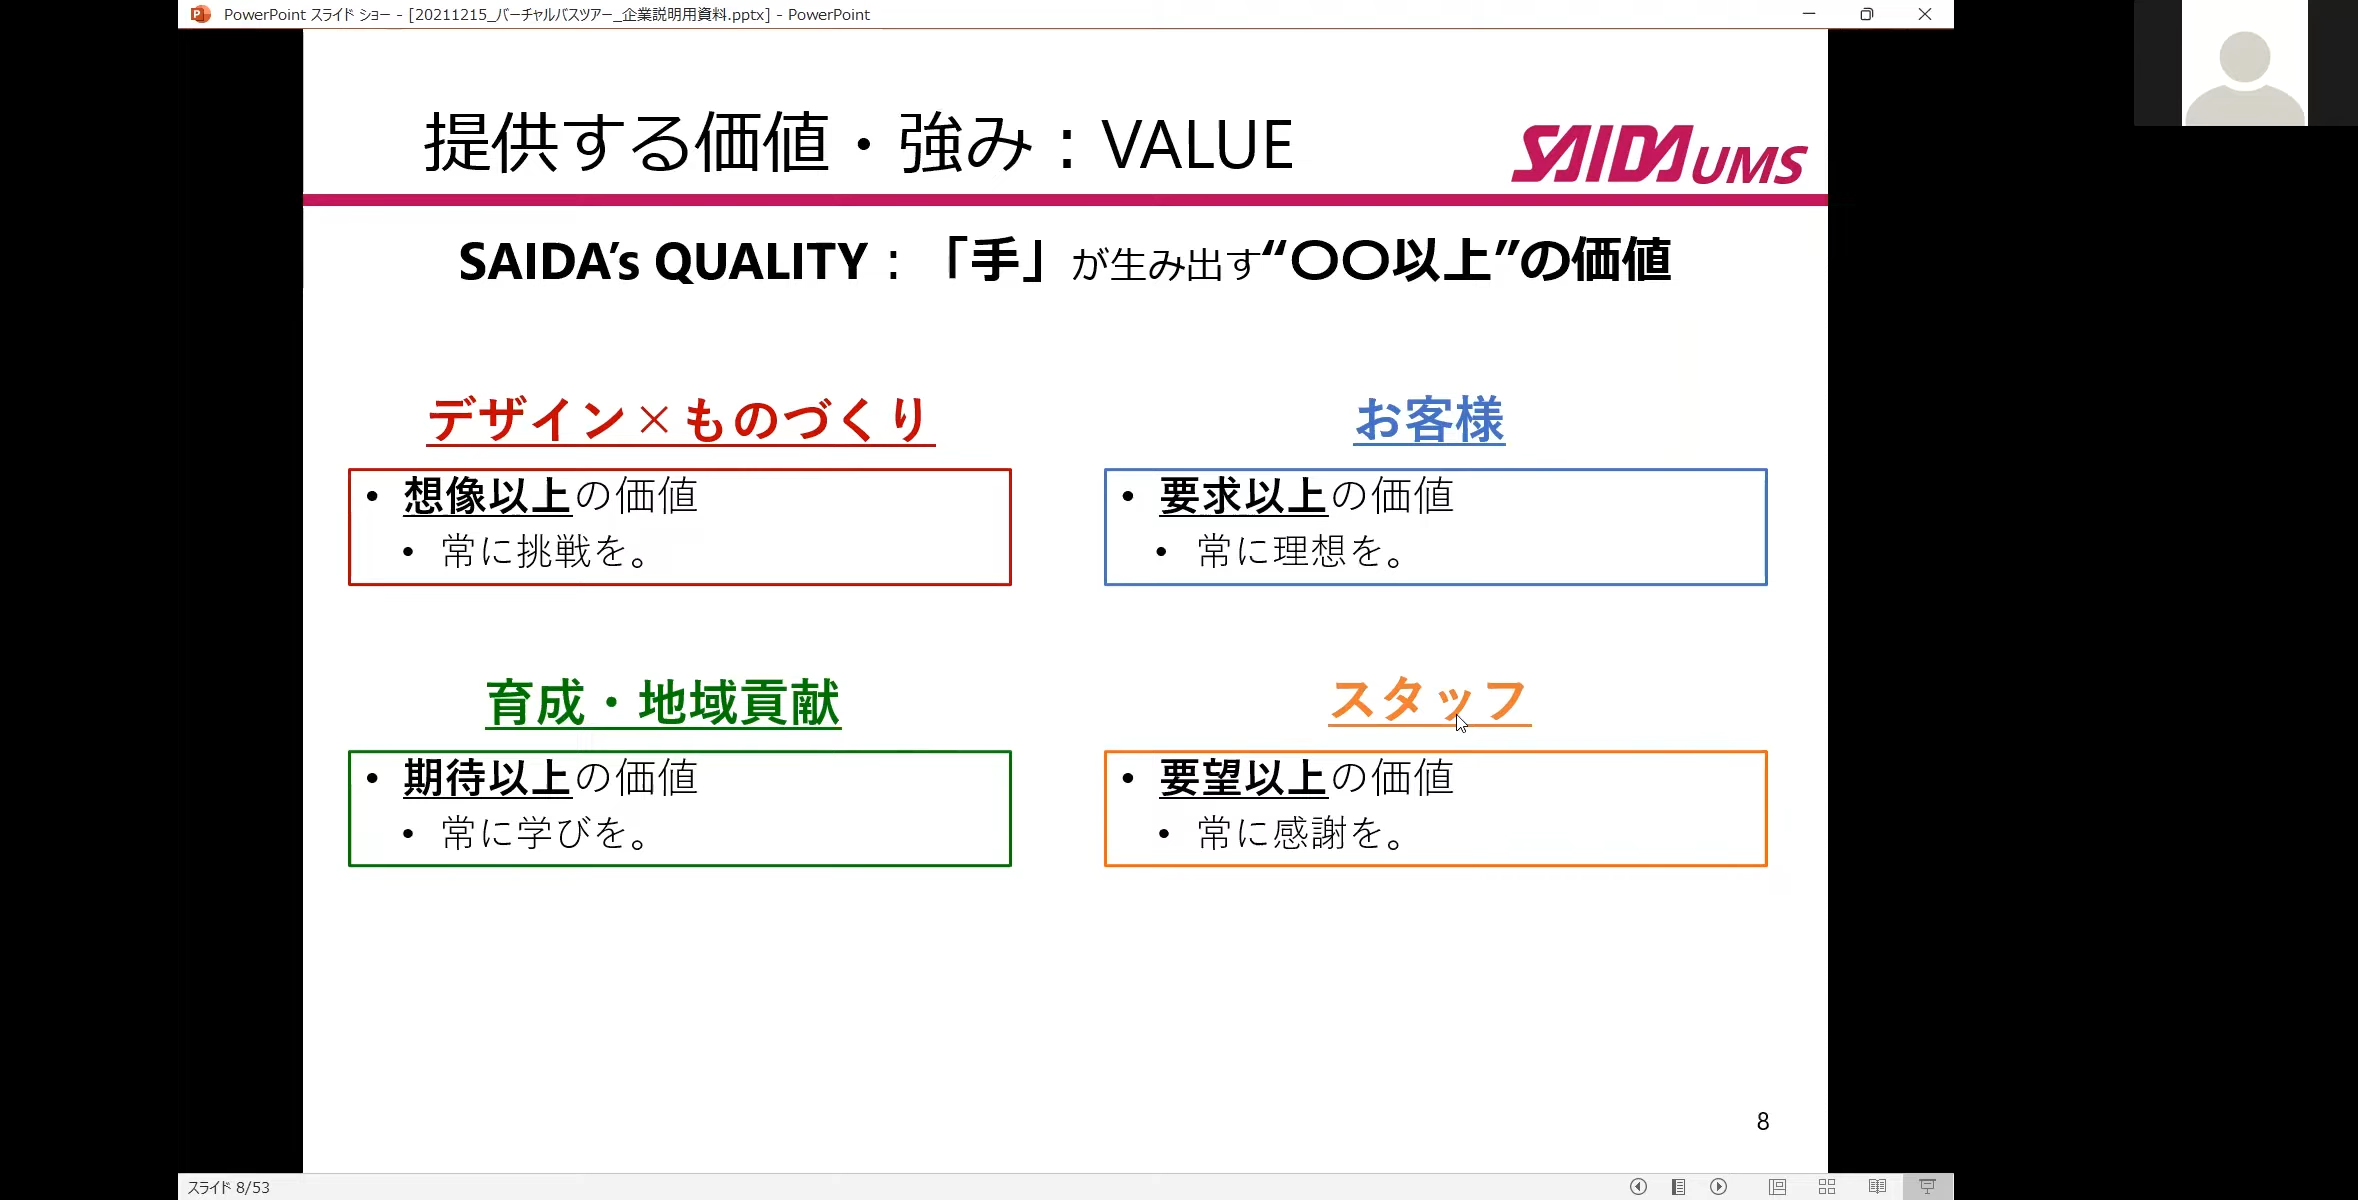 PowerPoint スライド ショー - [20211215_バーチャルバスツアー_企業説明用資料.pptx] - PowerPoint
提供する価値・強み：VALUE
SAIDA UMS
SAIDA’s QUALITY：「手」が生み出す“〇〇以上”の価値
デザイン×ものづくり
• 想像以上の価値
• 常に挑戦を。
お客様
• 要求以上の価値
• 常に理想を。
育成・地域貢献
• 期待以上の価値
• 常に学びを。
スタッフ
• 要望以上の価値
• 常に感謝を。
8
スライド 8/53